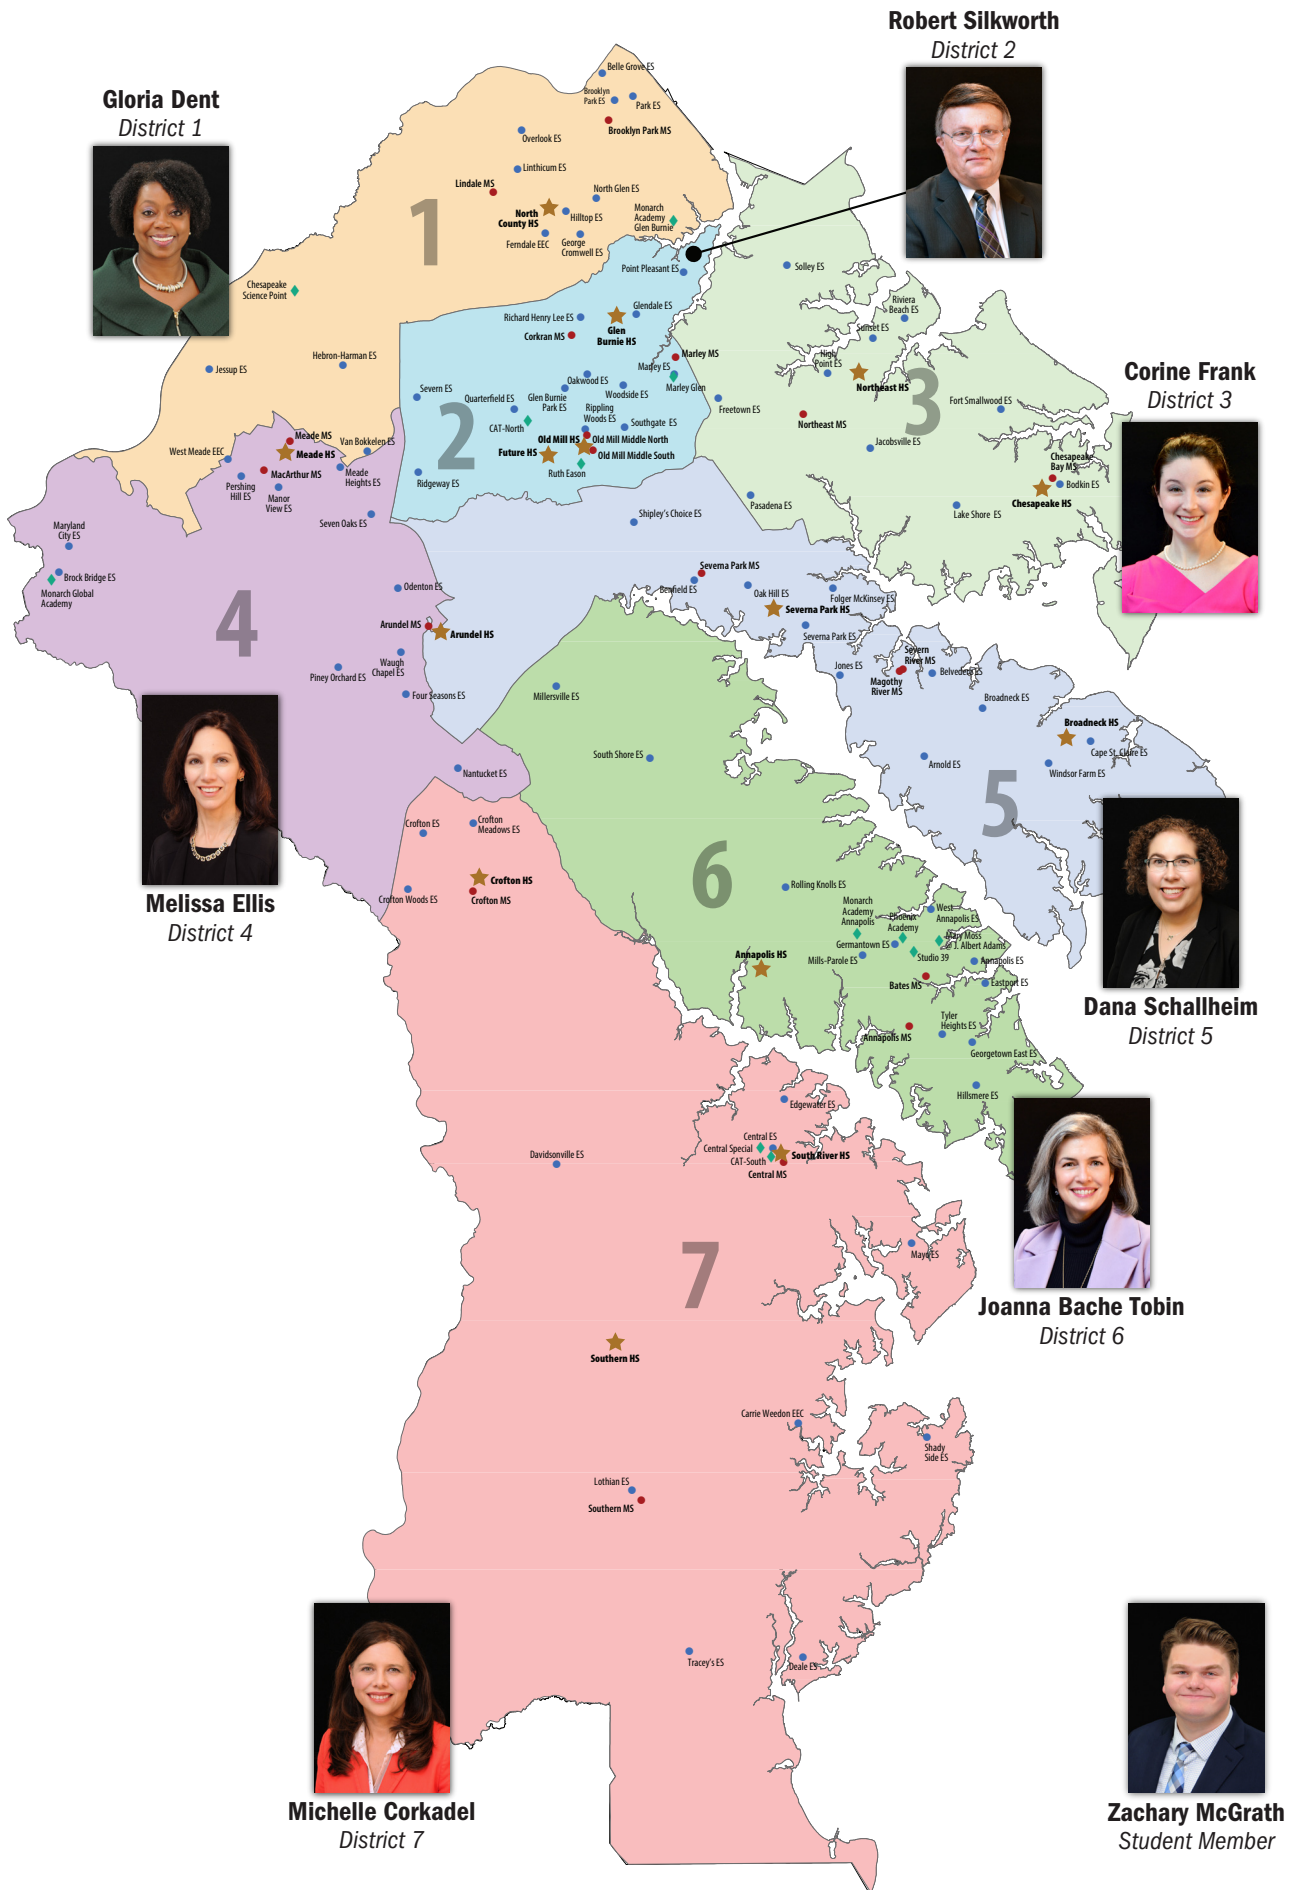 Robert Silkworth
District 2
Gloria Dent
District 1
Belle Grove ES
Brooklyn
Park ES
Park ES
Brooklyn Park MS
Overlook ES
Linthicum ES
Lindale MS
North Glen ES
1
North
County HS
Hilltop ES
Monarch
Academy
Glen Burnie
Ferndale EEC
George
Cromwell ES
Point Pleasant ES
Solley ES
Chesapeake
Science Point
Riviera
Beach ES
Glendale ES
Richard Henry Lee ES
Glen
Burnie HS
Sunset ES
Corkran MS
Hebron-Harman ES
Marley MS
High
Point ES
Jessup ES
Marley ES
Northeast HS
Corine Frank
District 3
Oakwood ES
Marley Glen
Severn ES
Woodside ES
3
Quarterfield ES
Glen Burnie
Park ES
Fort Smallwood ES
Freetown ES
Rippling
Woods ES
2
CAT-North
Southgate ES
Northeast MS
Meade MS
Van Bokkelen ES
Old Mill HS
Old Mill Middle North
Jacobsville ES
West Meade EEC
Meade HS
Future HS
Old Mill Middle South
Chesapeake
Bay MS
MacArthur MS
Meade
Heights ES
Ridgeway ES
Ruth Eason
Bodkin ES
Pershing
Hill ES
Manor
View ES
Chesapeake HS
Pasadena ES
Lake Shore ES
Seven Oaks ES
Shipley's Choice ES
Maryland
City ES
Severna Park MS
Brock Bridge ES
Monarch Global
Academy
Odenton ES
Benfield ES
Oak Hill ES
Folger McKinsey ES
Severna Park HS
4
Arundel MS
Arundel HS
Severna Park ES
Severn
River MS
Waugh
Chapel ES
Piney Orchard ES
Jones ES
Belvedere ES
Magothy
River MS
Four Seasons ES
Millersville ES
Broadneck ES
Broadneck HS
South Shore ES
Cape St. Claire ES
Arnold ES
Windsor Farm ES
Nantucket ES
5
Crofton ES
Crofton
Meadows ES
6
Crofton HS
Rolling Knolls ES
Melissa Ellis
District 4
Crofton Woods ES
Crofton MS
Monarch
Academy
Annapolis
West
Annapolis ES
Phoenix
Academy
Mary Moss
@ J. Albert Adams
Germantown ES
Annapolis HS
Mills-Parole ES
Studio 39
Annapolis ES
Bates MS
Eastport ES
Dana Schallheim
District 5
Tyler
Heights ES
Annapolis MS
Georgetown East ES
Hillsmere ES
Edgewater ES
Central ES
Central Special
South River HS
CAT-South
Davidsonville ES
Central MS
7
Mayo ES
Joanna Bache Tobin
District 6
Southern HS
Carrie Weedon EEC
Shady
Side ES
Lothian ES
Southern MS
Tracey's ES
Deale ES
Michelle Corkadel
District 7
Zachary McGrath
Student Member